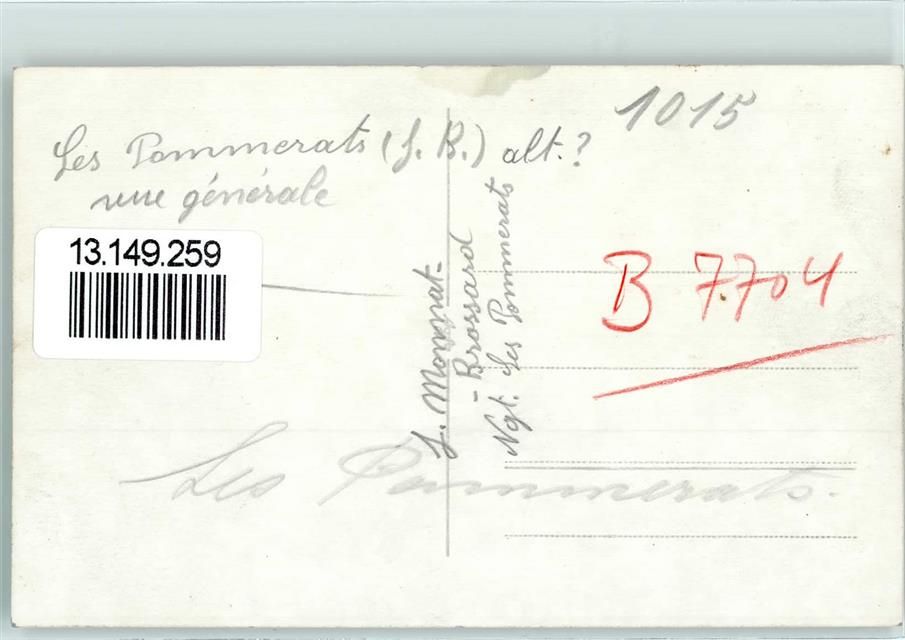 1015
Les Pommerats (J. B.) alt.?
vue générale
13.149.259
J. Monnat-
- Brossard
Ngt. Les Pommerats
B 7704
Les Pommerats.